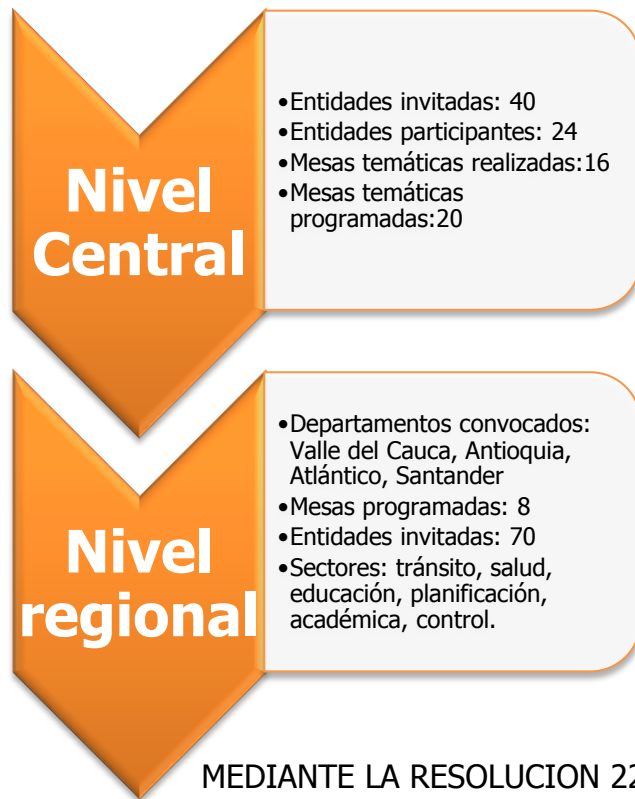 Nivel
Central
•Entidades invitadas: 40
•Entidades participantes: 24
•Mesas temáticas realizadas:16
•Mesas temáticas
programadas:20
Nivel
regional
•Departamentos convocados:
Valle del Cauca, Antioquia,
Atlántico, Santander
•Mesas programadas: 8
•Entidades invitadas: 70
•Sectores: tránsito, salud,
educación, planificación,
académica, control.
MEDIANTE LA RESOLUCION 22